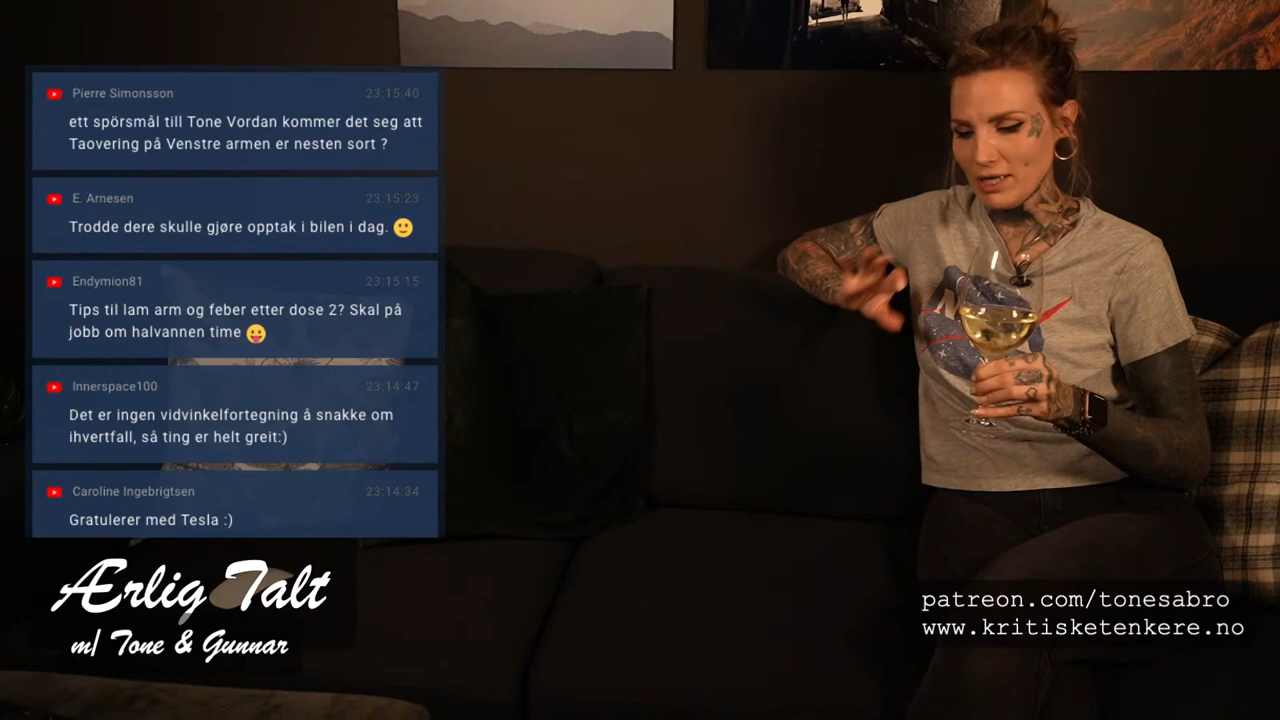 Pierre Simonsson 23:15:40
ett spörsmål till Tone Vordan kommer det seg att
Taovering på Venstre armen er nesten sort ?
E. Arnesen 23:15:23
Trodde dere skulle gjøre opptak i bilen i dag. 🙂
Endymion81 23:15:15
Tips til lam arm og feber etter dose 2? Skal på
jobb om halvannen time 😛
Innerspace100 23:14:47
Det er ingen vidvinkelfortegning å snakke om
ihvertfall, så ting er helt greit:)
Caroline Ingebrigtsen 23:14:34
Gratulerer med Tesla :)
Ærlig Talt
m/ Tone & Gunnar
patreon.com/tonesabro
www.kritisketenkere.no